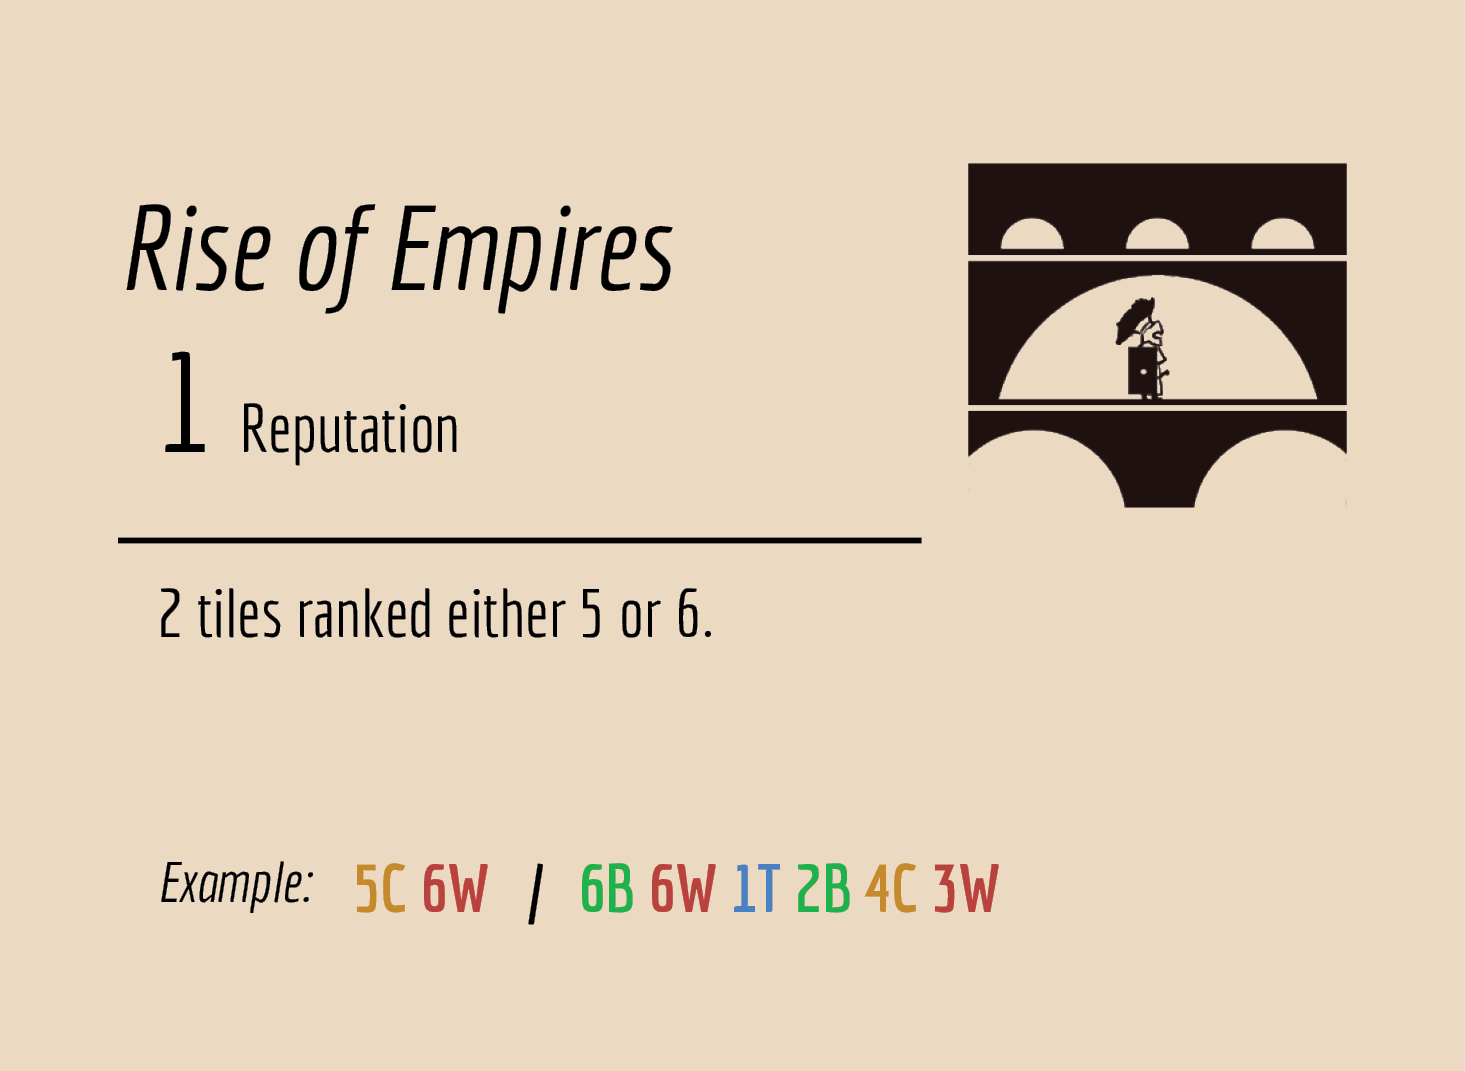 Rise of Empires
1 Reputation
2 tiles ranked either 5 or 6.
Example: 5C 6W / 6B 6W 1T 2B 4C 3W